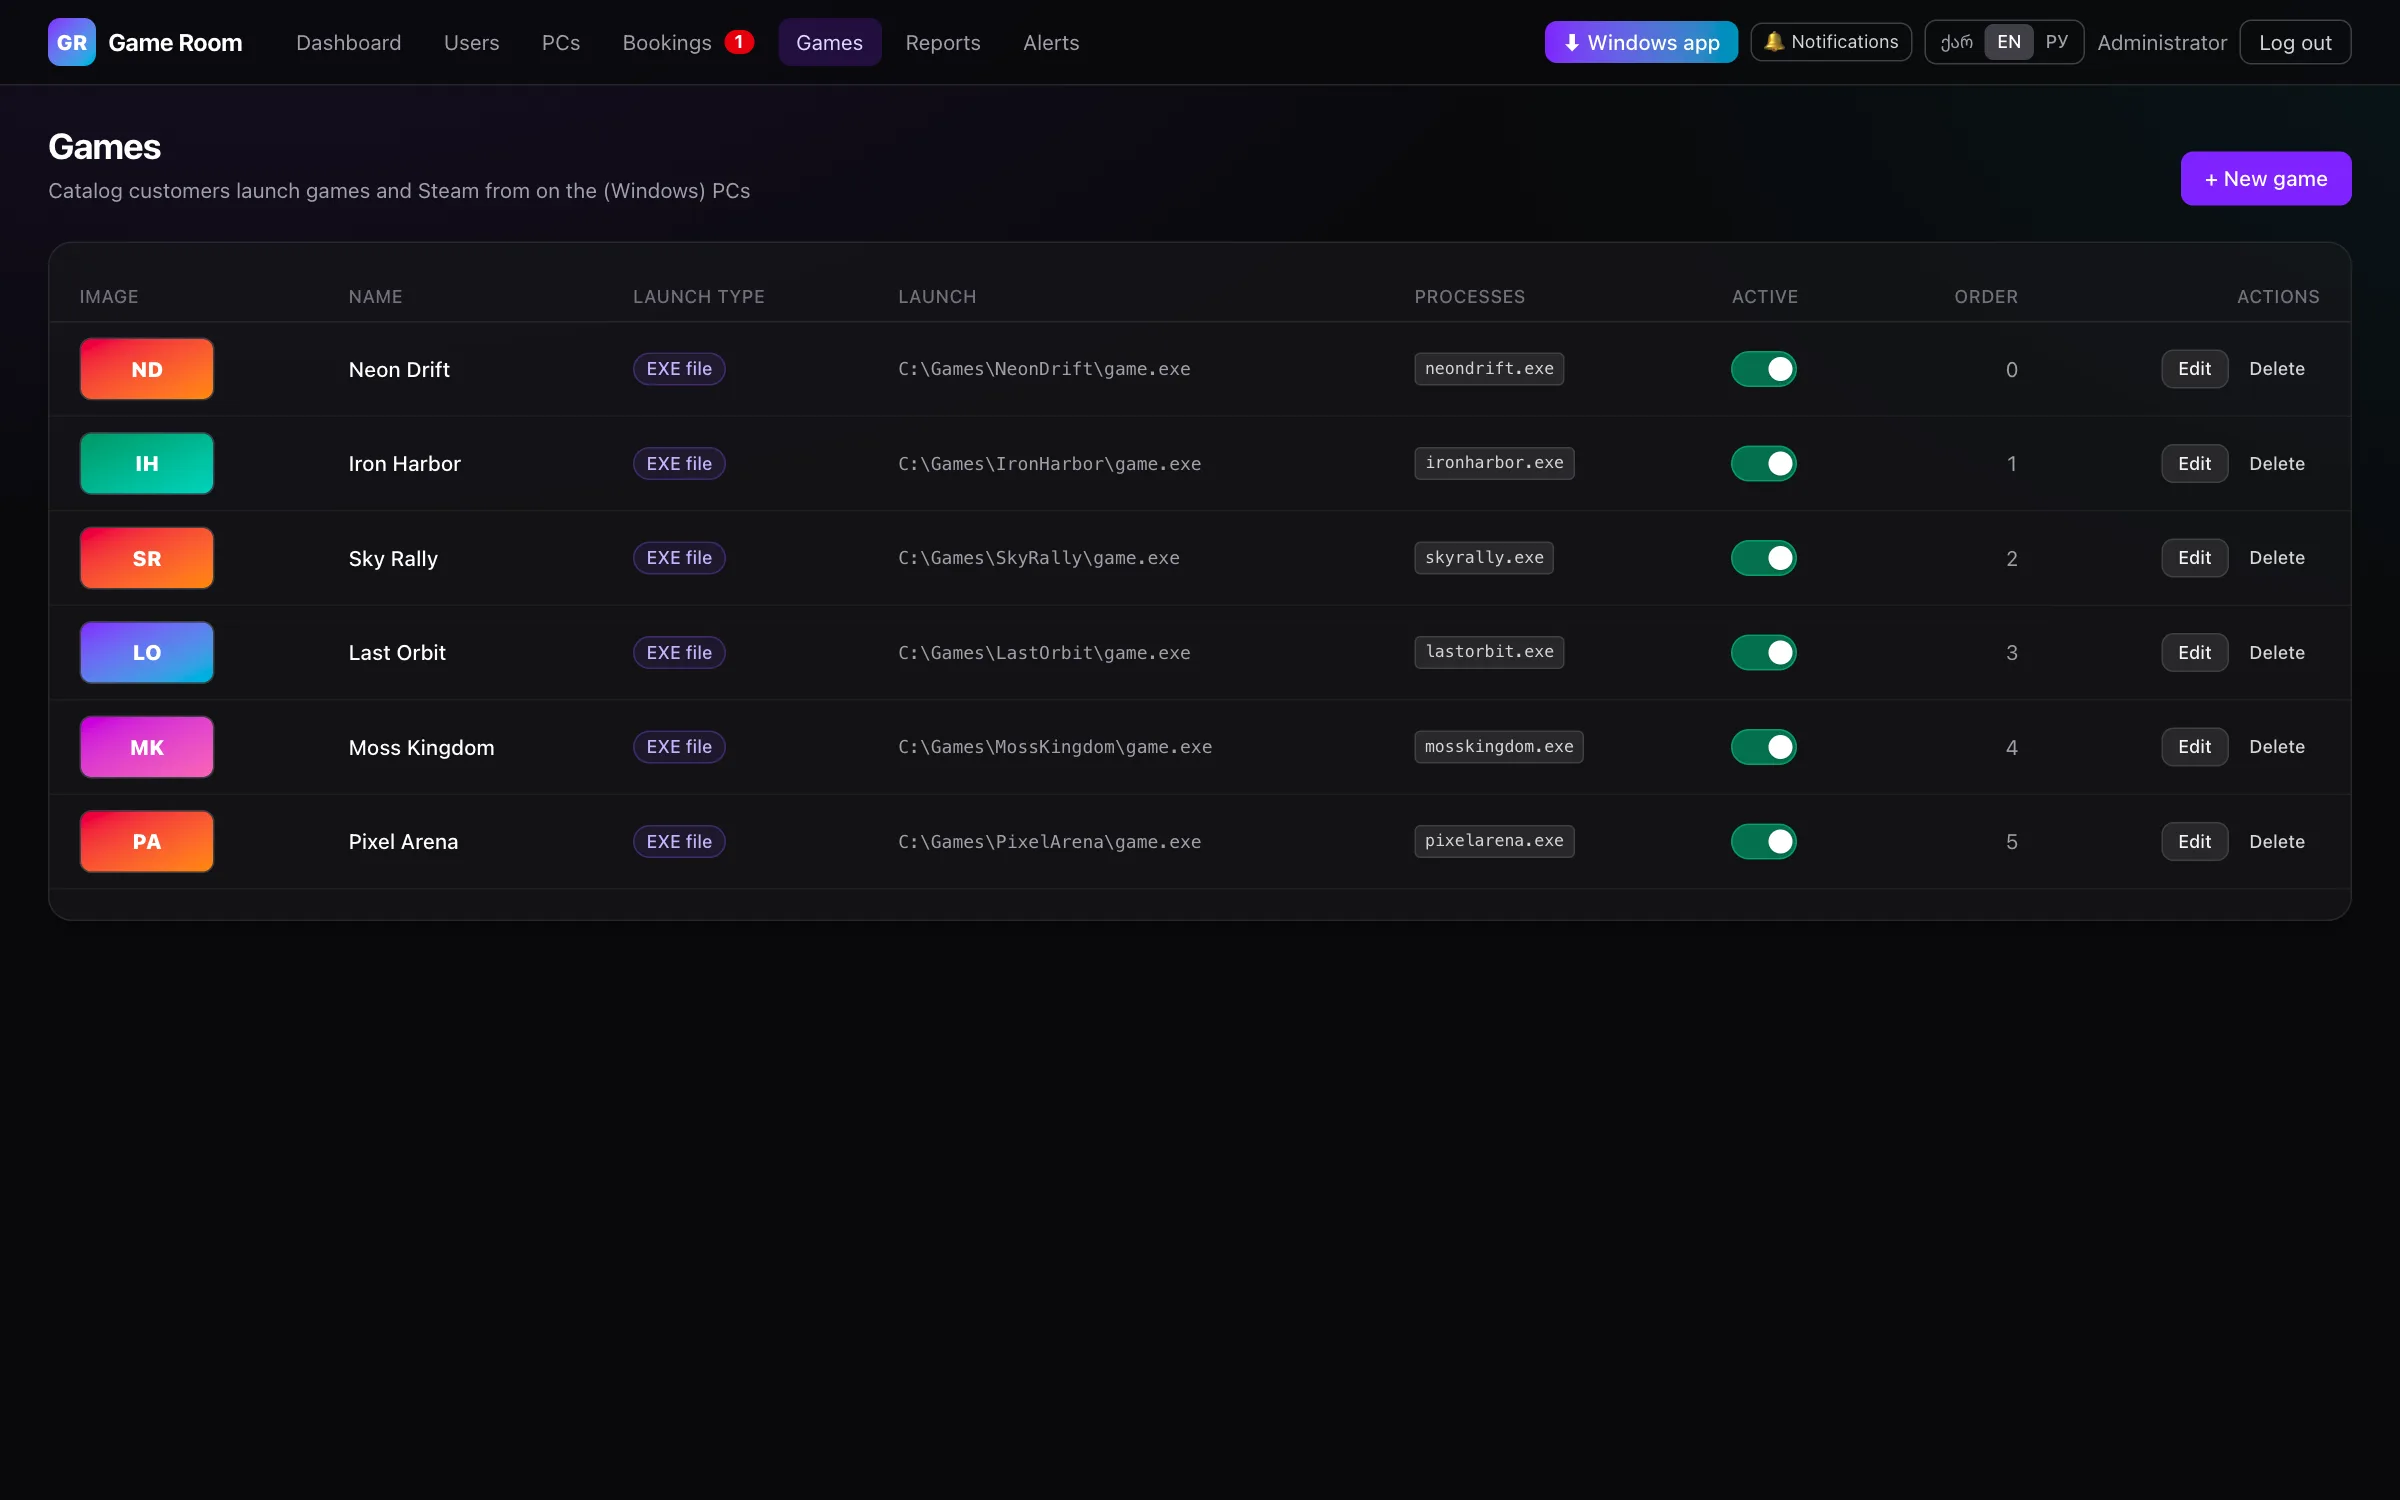 GR Game Room Dashboard Users PCs Bookings 1 Games Reports Alerts ⬇ Windows app 🔔 Notifications ქარ EN РУ Administrator Log out
Games
Catalog customers launch games and Steam from on the (Windows) PCs
+ New game
IMAGE NAME LAUNCH TYPE LAUNCH PROCESSES ACTIVE ORDER ACTIONS
ND Neon Drift EXE file C:\Games\NeonDrift\game.exe neondrift.exe 0 Edit Delete
IH Iron Harbor EXE file C:\Games\IronHarbor\game.exe ironharbor.exe 1 Edit Delete
SR Sky Rally EXE file C:\Games\SkyRally\game.exe skyrally.exe 2 Edit Delete
LO Last Orbit EXE file C:\Games\LastOrbit\game.exe lastorbit.exe 3 Edit Delete
MK Moss Kingdom EXE file C:\Games\MossKingdom\game.exe mosskingdom.exe 4 Edit Delete
PA Pixel Arena EXE file C:\Games\PixelArena\game.exe pixelarena.exe 5 Edit Delete